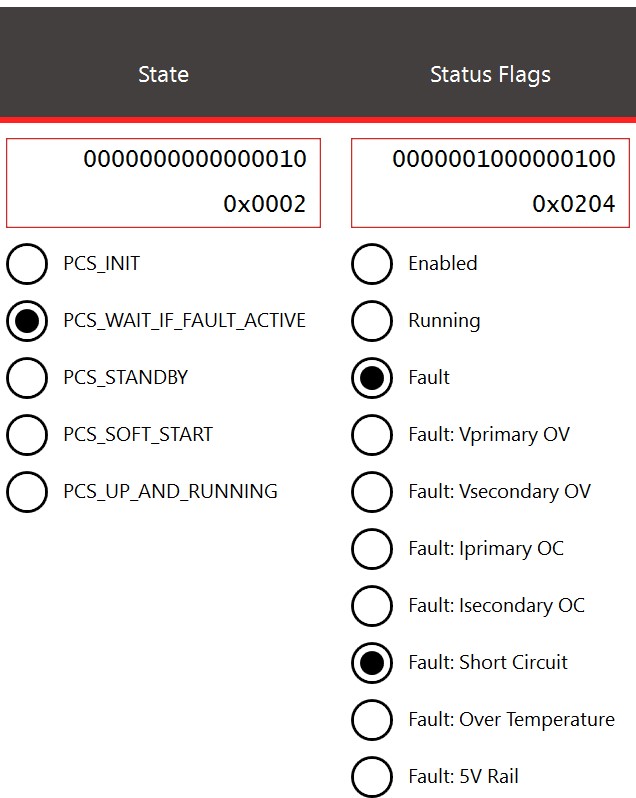 State
Status Flags
0000000000000010
0x0002
0000001000000100
0x0204
PCS_INIT
PCS_WAIT_IF_FAULT_ACTIVE
PCS_STANDBY
PCS_SOFT_START
PCS_UP_AND_RUNNING
Enabled
Running
Fault
Fault: Vprimary OV
Fault: Vsecondary OV
Fault: Iprimary OC
Fault: Isecondary OC
Fault: Short Circuit
Fault: Over Temperature
Fault: 5V Rail